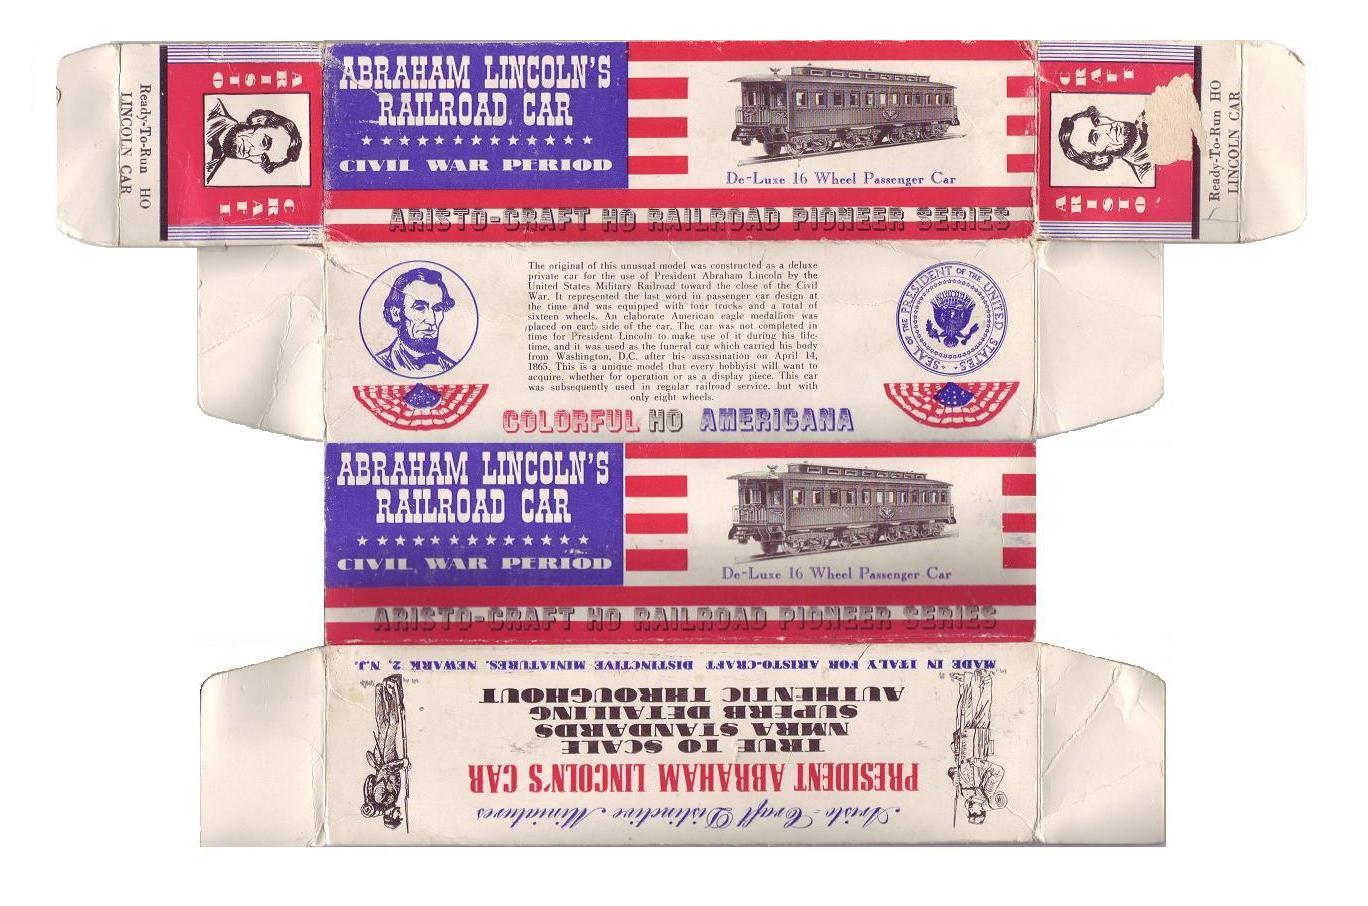 ARISTO
CRAFT
Ready-To-Run HO
LINCOLN CAR
ABRAHAM LINCOLN'S
RAILROAD CAR
CIVIL WAR PERIOD
De-Luxe 16 Wheel Passenger Car
ARISTO-CRAFT HO RAILROAD PIONEER SERIES
CRAFT
ARISTO
Ready-To-Run HO
LINCOLN CAR
The original of this unusual model was constructed as a deluxe
private car for the use of President Abraham Lincoln by the
United States Military Railroad toward the close of the Civil
War. It represented the last word in passenger car design at
the time and was equipped with four trucks and a total of
sixteen wheels. An elaborate American eagle medallion was
placed on each side of the car. The car was not completed in
time for President Lincoln to make use of it during his life-
time, and it was used as the funeral car which carried his body
from Washington, D.C. after his assassination on April 14,
1865. This is a unique model that every hobbyist will want to
acquire, whether for operation or as a display piece. This car
was subsequently used in regular railroad service, but with
only eight wheels.
SEAL OF THE PRESIDENT OF THE UNITED STATES
COLORFUL HO AMERICANA
ABRAHAM LINCOLN'S
RAILROAD CAR
CIVIL WAR PERIOD
De-Luxe 16 Wheel Passenger Car
ARISTO-CRAFT HO RAILROAD PIONEER SERIES
Aristo-Craft Distinctive Miniatures
PRESIDENT ABRAHAM LINCOLN'S CAR
TRUE TO SCALE
NMRA STANDARDS
SUPERB DETAILING
AUTHENTIC THROUGHOUT
MADE IN ITALY FOR ARISTO-CRAFT DISTINCTIVE MINIATURES. NEWARK 2, N.J.